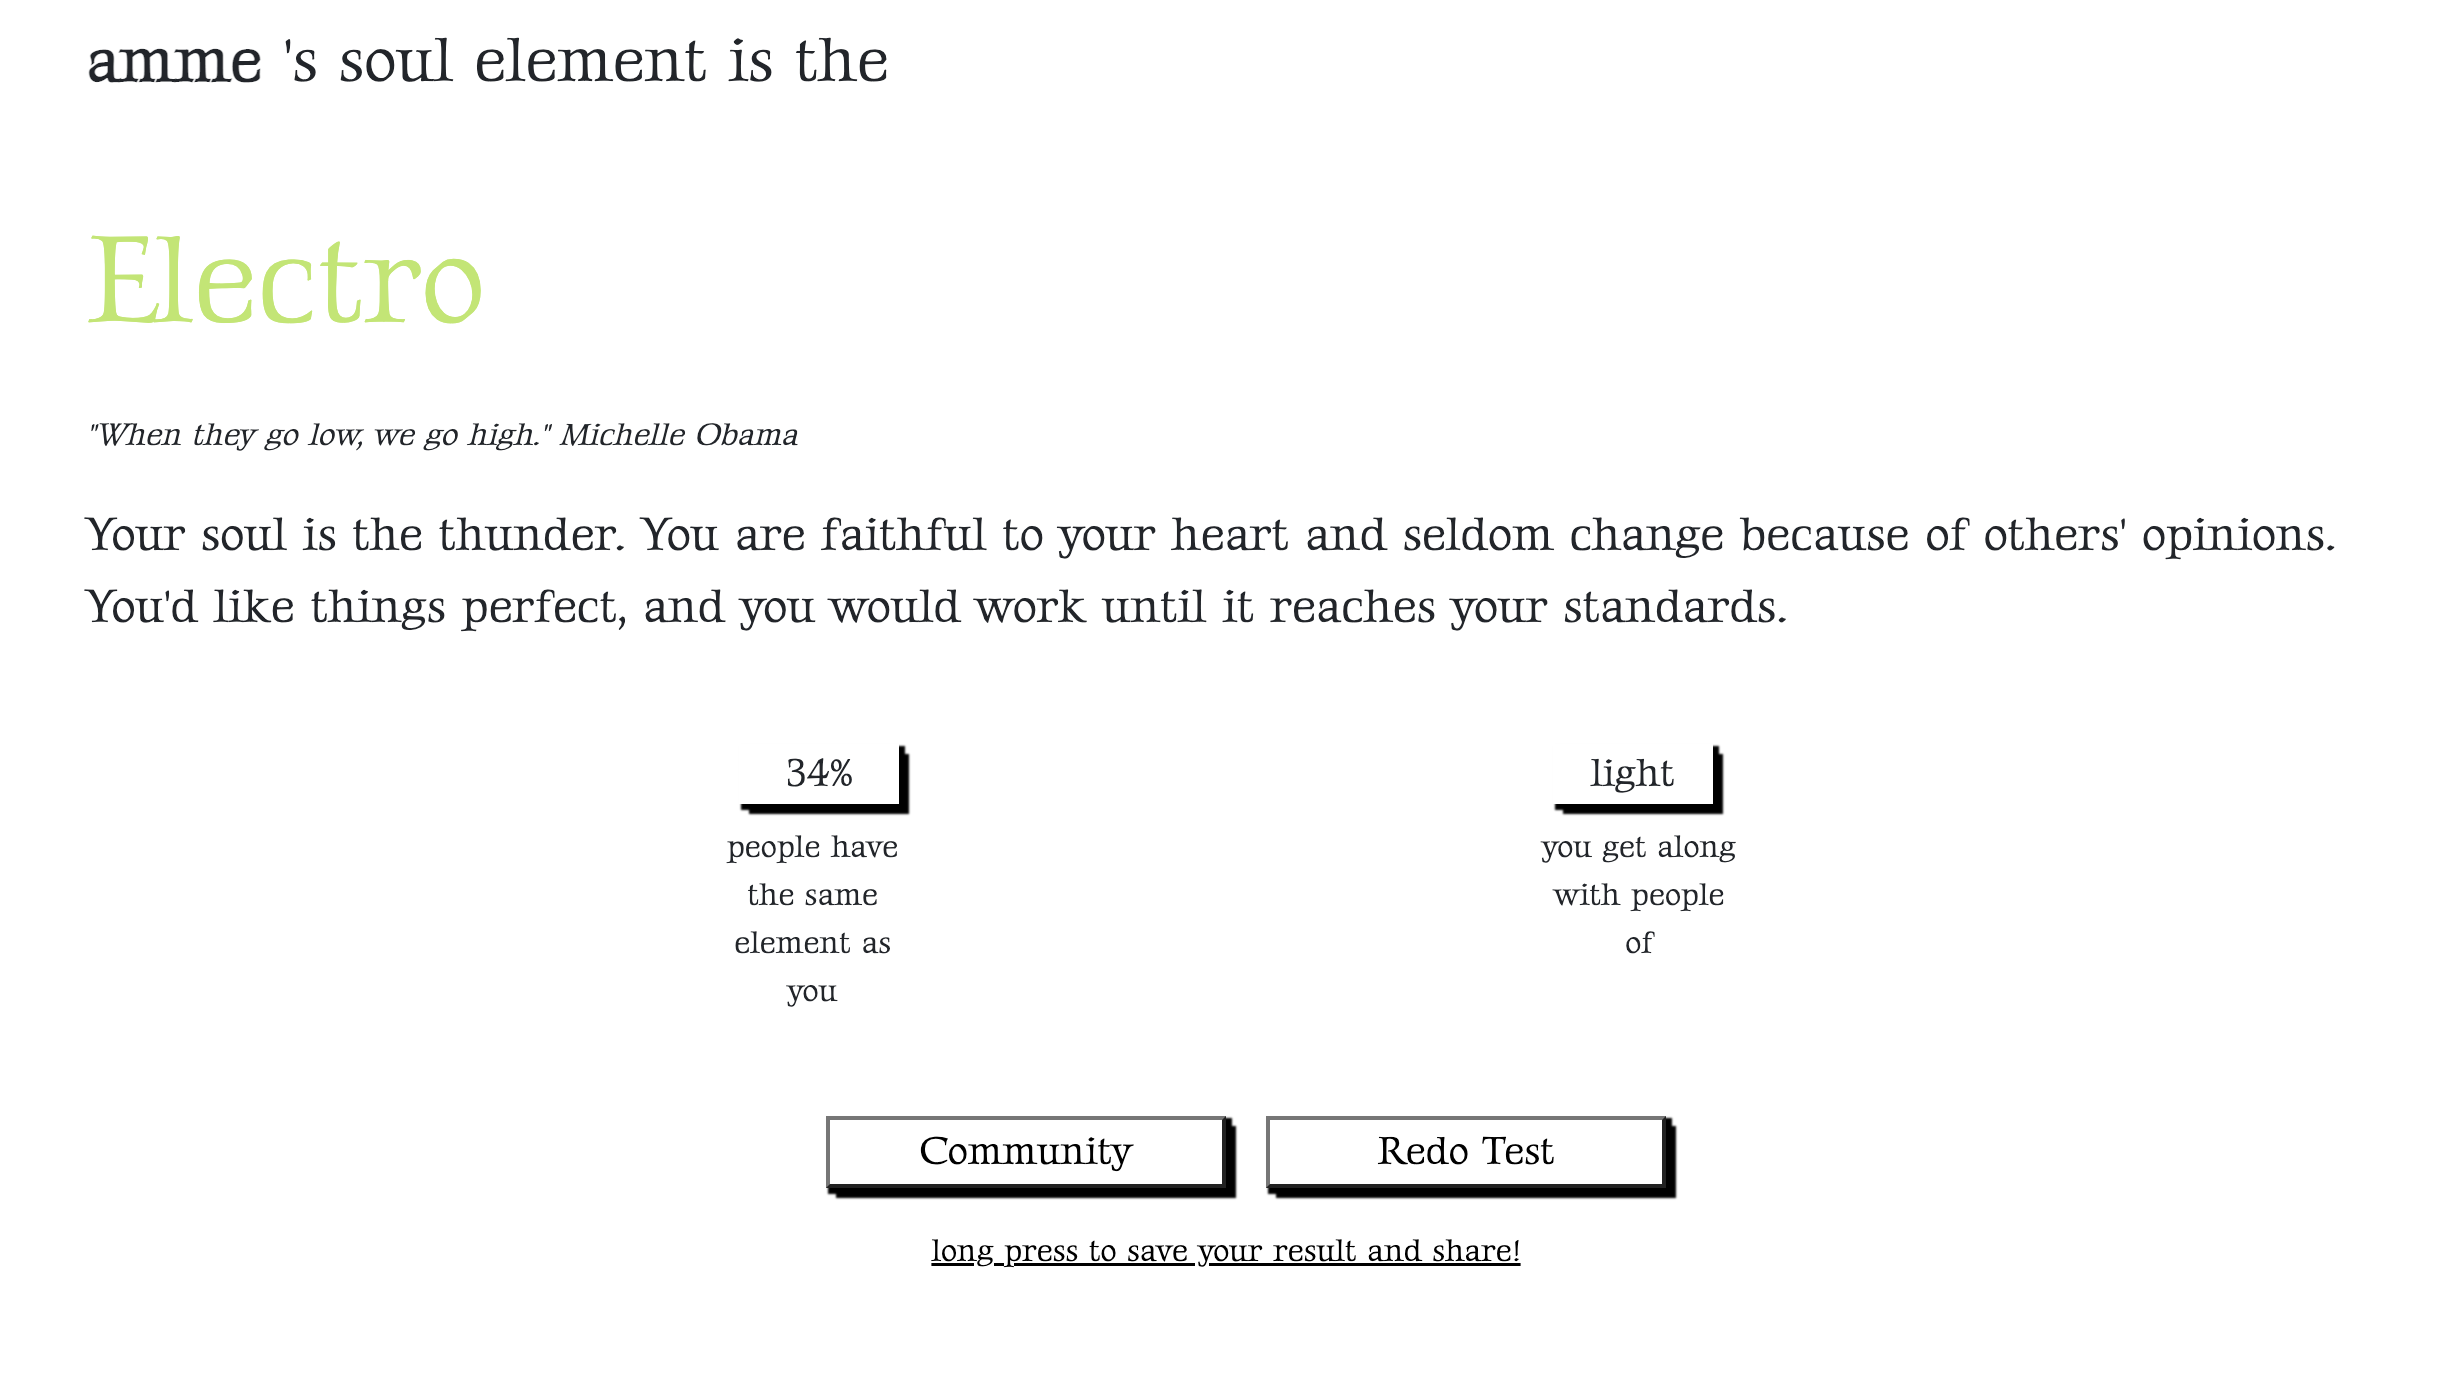 amme 's soul element is the
Electro
"When they go low, we go high." Michelle Obama
Your soul is the thunder. You are faithful to your heart and seldom change because of others' opinions.
You'd like things perfect, and you would work until it reaches your standards.
34%
people have
the same
element as
you
light
you get along
with people
of
Community
Redo Test
long press to save your result and share!